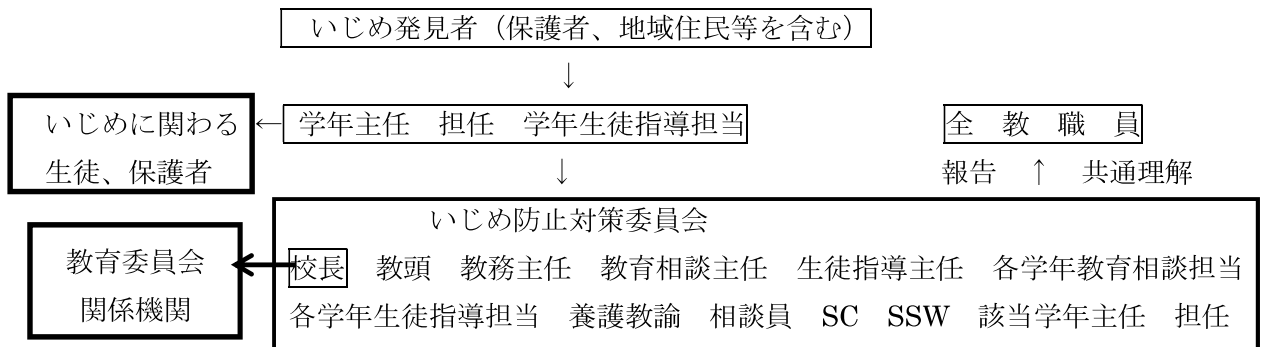 いじめ発見者（保護者、地域住民等を含む）
↓
いじめに関わる
生徒、保護者
← 学年主任 担任 学年生徒指導担当
全 教 職 員
↓
報告 ↑ 共通理解
いじめ防止対策委員会
教育委員会
関係機関
校長 教頭 教務主任 教育相談主任 生徒指導主任 各学年教育相談担当
各学年生徒指導担当 養護教諭 相談員 SC SSW 該当学年主任 担任